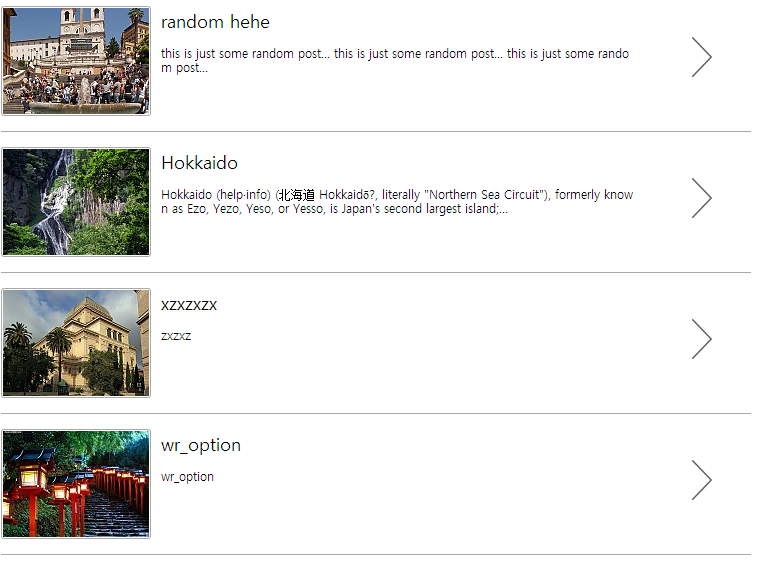 random hehe
this is just some random post... this is just some random post... this is just some rando
m post...
Hokkaido
Hokkaido (help·info) (北海道 Hokkaidō?, literally "Northern Sea Circuit"), formerly know
n as Ezo, Yezo, Yeso, or Yesso, is Japan's second largest island;...
xzxzxzx
zxzxz
wr_option
wr_option